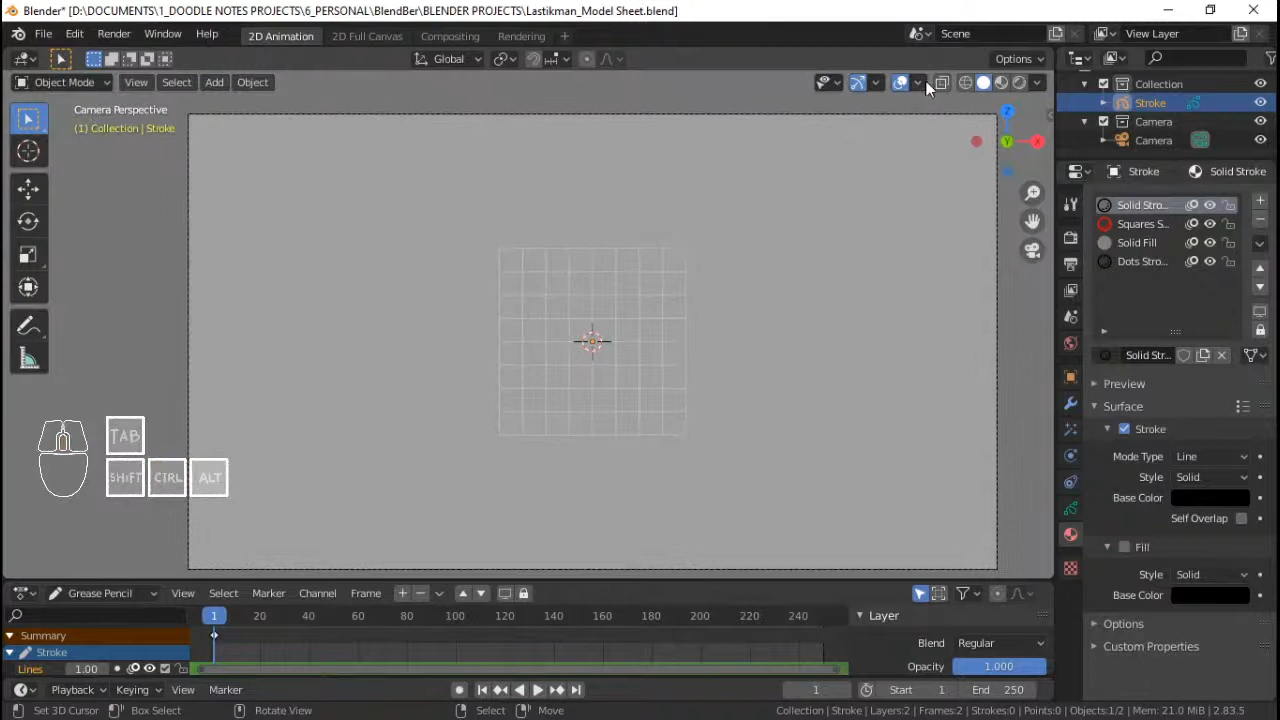 Blender* [D:\DOCUMENTS\1_DOODLE NOTES PROJECTS\6_PERSONAL\BlendBer\BLENDER PROJECTS\Lastikman_Model Sheet.blend]
File Edit Render Window Help 2D Animation 2D Full Canvas Compositing Rendering Scene View Layer
Global Options
Object Mode View Select Add Object
Collection
Camera Perspective
Stroke
(1) Collection | Stroke
Camera
Z
Y X
Camera
Stroke Solid Stroke
Solid Stro...
Squares S...
Solid Fill
Dots Stro...
Solid Str...
Preview
Surface
TAB
Stroke
Mode Type Line
SHIFT CTRL ALT
Style Solid
Base Color
Self Overlap
Fill
Style Solid
Grease Pencil View Select Marker Channel Frame
Base Color
1 20 40 60 80 100 120 140 160 180 200 220 240 Layer
Options
Summary
Blend Regular
Custom Properties
Stroke
Lines 1.00
Opacity 1.000
Playback Keying View Marker 1 Start 1 End 250
Set 3D Cursor Box Select Rotate View Select Move Collection | Stroke | Layers:2 | Frames:2 | Strokes:0 | Points:0 | Objects:1/2 | Mem: 21.0 MiB | 2.83.5